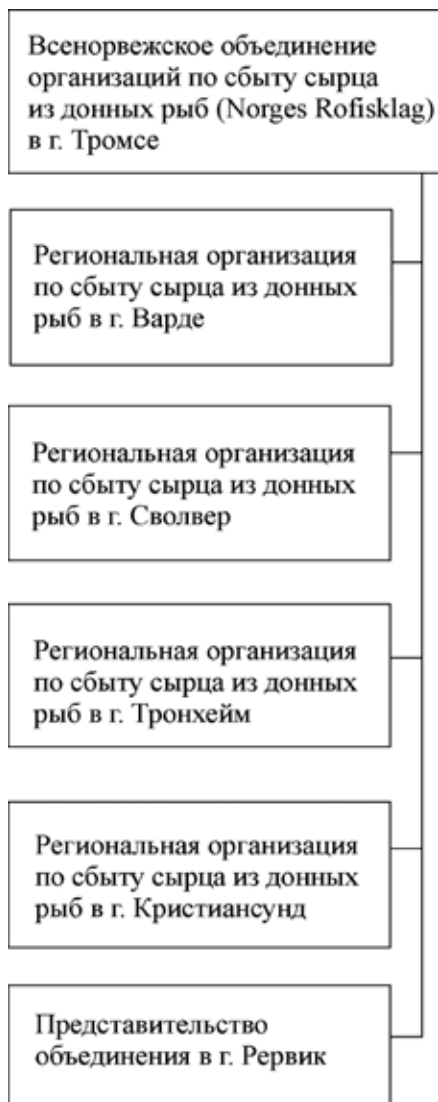 Всенорвежское объединение
организаций по сбыту сырца
из донных рыб (Norges Rofisklag)
в г. Тромсе
Региональная организация
по сбыту сырца из донных
рыб в г. Варде
Региональная организация
по сбыту сырца из донных
рыб в г. Сволвер
Региональная организация
по сбыту сырца из донных
рыб в г. Тронхейм
Региональная организация
по сбыту сырца из донных
рыб в г. Кристиансунд
Представительство
объединения в г. Рервик